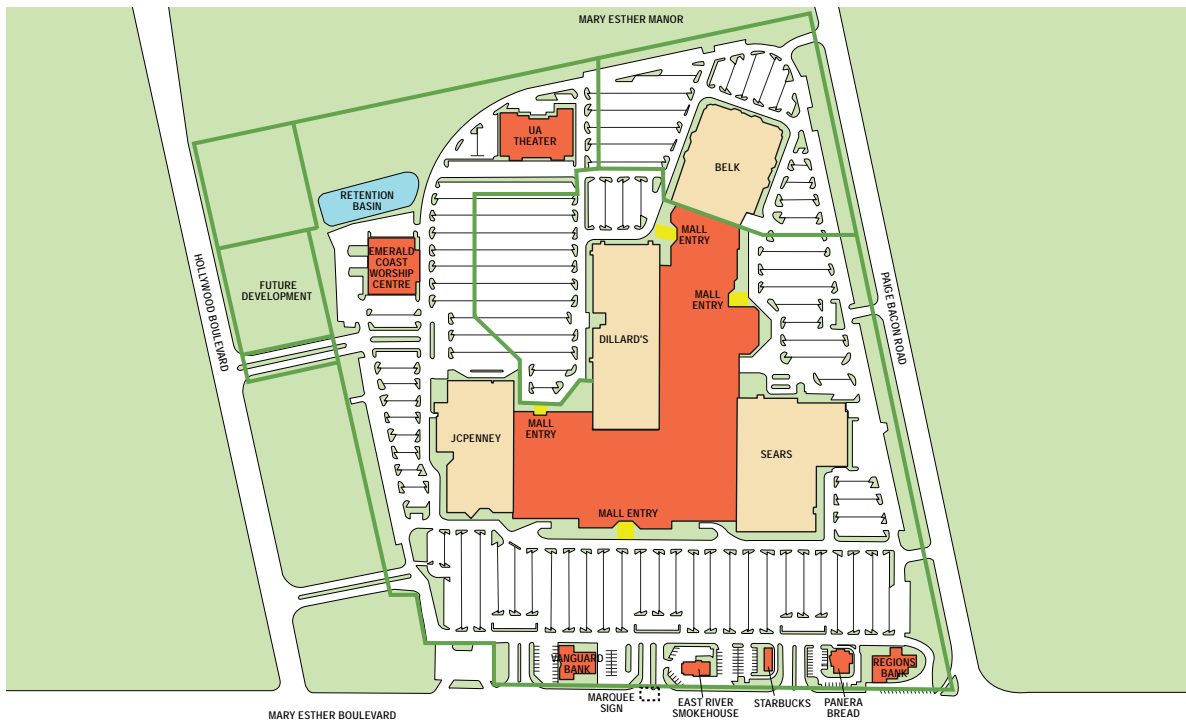 MARY ESTHER MANOR
UA
THEATER
BELK
RETENTION
BASIN
MALL
ENTRY
EMERALD
COAST
WORSHIP
CENTRE
HOLLYWOOD BOULEVARD
FUTURE
DEVELOPMENT
MALL
ENTRY
PAIGE BACON ROAD
DILLARD'S
MALL
ENTRY
JCPENNEY
SEARS
MALL ENTRY
VANGUARD
BANK
REGIONS
BANK
MARQUEE
SIGN
EAST RIVER
SMOKEHOUSE
STARBUCKS
PANERA
BREAD
MARY ESTHER BOULEVARD